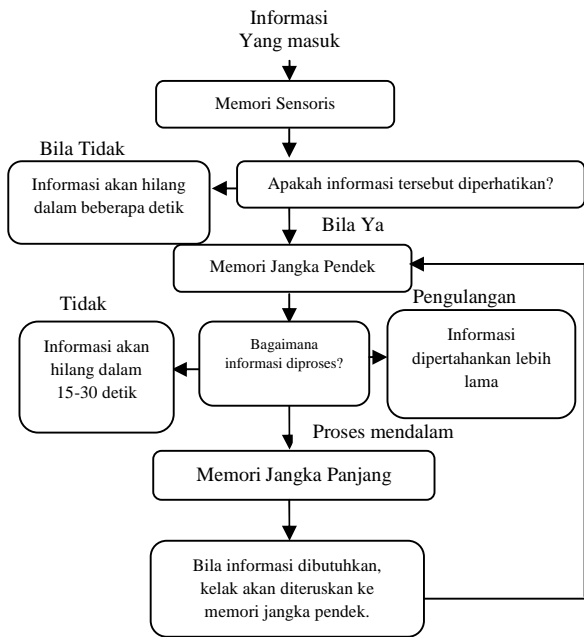 Informasi
Yang masuk
Memori Sensoris
Bila Tidak
Informasi akan hilang
dalam beberapa detik
Apakah informasi tersebut diperhatikan?
Bila Ya
Memori Jangka Pendek
Tidak
Pengulangan
Informasi akan
hilang dalam
15-30 detik
Bagaimana
informasi diproses?
Informasi
dipertahankan lebih
lama
Proses mendalam
Memori Jangka Panjang
Bila informasi dibutuhkan,
kelak akan diteruskan ke
memori jangka pendek.